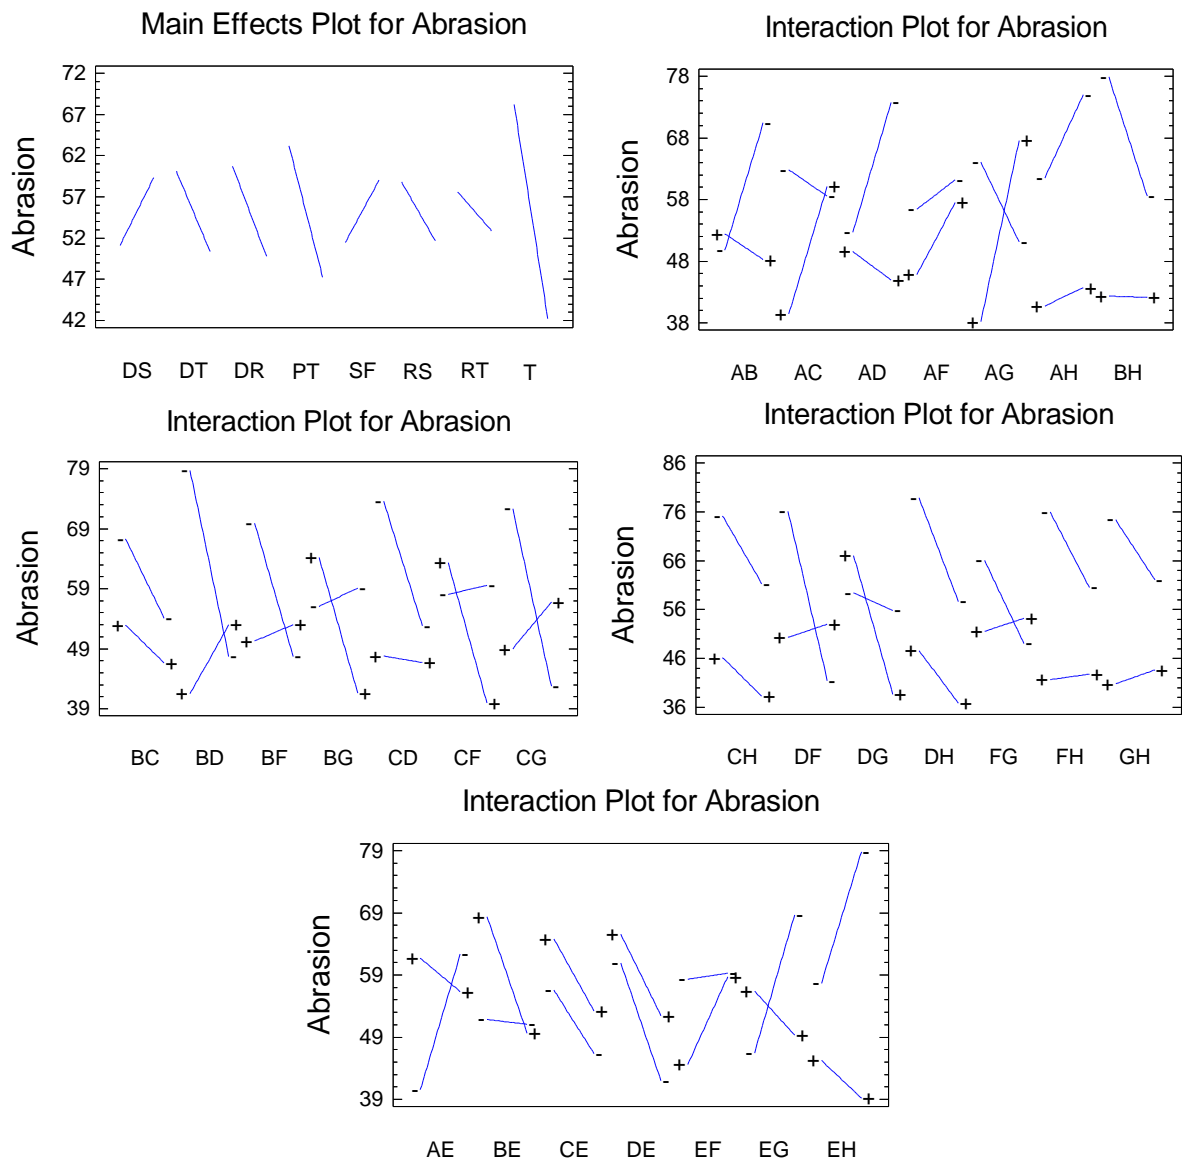 Main Effects Plot for Abrasion
Abrasion
72
67
62
57
52
47
42
DS DT DR PT SF RS RT T
Interaction Plot for Abrasion
Abrasion
78
68
58
48
38
AB AC AD AF AG AH BH
Interaction Plot for Abrasion
Abrasion
79
69
59
49
39
BC BD BF BG CD CF CG
Interaction Plot for Abrasion
Abrasion
86
76
66
56
46
36
CH DF DG DH FG FH GH
Interaction Plot for Abrasion
Abrasion
79
69
59
49
39
AE BE CE DE EF EG EH